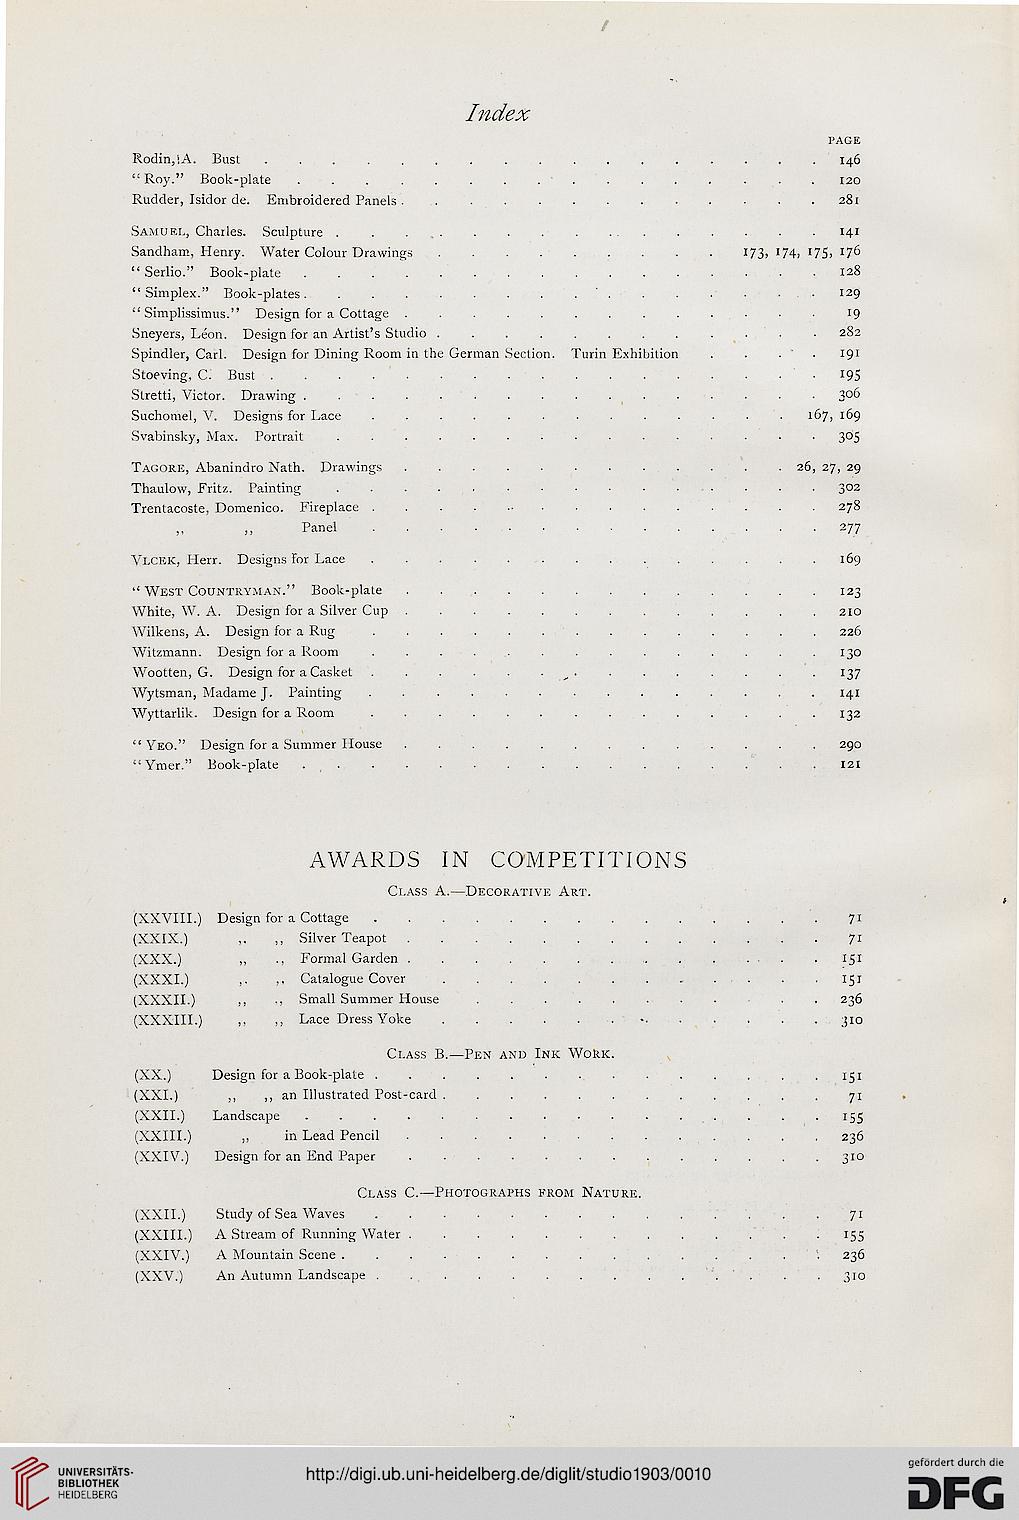 Index
PAGE
Rodin, A. Bust . . . . . . . . . . . . . . . . . 146
“Roy.” Book-plate . . . . . . . . . . . . . . . . 120
Rudder, Isidor de. Embroidered Panels . . . . . . . . . . . . . 281
SAMUEL, Charles. Sculpture . . . . . . . . . . . . . . . 141
Sandham, Henry. Water Colour Drawings . . . . . . . . . 173, 174, 175, 176
“Serlio.” Book-plate . . . . . . . . . . . . . . . . 128
“Simplex.” Book-plates . . . . . . . . . . . . . . . . 129
“Simplissimus.” Design for a Cottage . . . . . . . . . . . . . 19
Sneyers, Léon. Design for an Artist’s Studio . . . . . . . . . . . . 282
Spindler, Carl. Design for Dining Room in the German Section. Turin Exhibition . . . . 191
Stoeving, C. Bust . . . . . . . . . . . . . . . . . 195
Stretti, Victor. Drawing . . . . . . . . . . . . . . . . 306
Suchomel, V. Designs for Lace . . . . . . . . . . . . . 167, 169
Svabinsky, Max. Portrait . . . . . . . . . . . . . . . 305
TAGORE, Abanindro Nath. Drawings . . . . . . . . . . . . 26, 27, 29
Thaulow, Fritz. Painting . . . . . . . . . . . . . . . 302
Trentacoste, Domenico. Fireplace . . . . . . . . . . . . . . 278
,, ,, Panel . . . . . . . . . . . . . . 277
VLCEK, Herr. Designs for Lace . . . . . . . . . . . . . . 169
“WEST COUNTRYMAN.” Book-plate . . . . . . . . . . . . . 123
White, W. A. Design for a Silver Cup . . . . . . . . . . . . . 210
Wilkens, A. Design for a Rug . . . . . . . . . . . . . . 226
Witzmann. Design for a Room . . . . . . . . . . . . . . 130
Wootten, G. Design for a Casket . . . . . . . . . . . . . . 137
Wytsman, Madame J. Painting . . . . . . . . . . . . . . 141
Wyttarlik. Design for a Room . . . . . . . . . . . . . . 132
“YEO.” Design for a Summer House . . . . . . . . . . . . . 290
“Ymer.” Book-plate . . . . . . . . . . . . . . . . 121
AWARDS IN COMPETITIONS
CLASS A.—DECORATIVE ART.
(XXVIII.) Design for a Cottage . . . . . . . . . . . . . . 71
(XXIX.) ,, ,, Silver Teapot . . . . . . . . . . . . . 71
(XXX.) ,, ,, Formal Garden . . . . . . . . . . . . . 151
(XXXI.) ,, ,, Catalogue Cover . . . . . . . . . . . . 151
(XXXII.) ,, ,, Small Summer House . . . . . . . . . . . 236
(XXXIII.) ,, ,, Lace Dress Yoke . . . . . . . . . . . . 310
CLASS B.—PEN AND INK WORK.
(XX.) Design for a Book-plate . . . . . . . . . . . . . . 151
(XXI.) ,, ,, an Illustrated Post-card . . . . . . . . . . . . 71
(XXII.) Landscape . . . . . . . . . . . . . . . . 155
(XXIII.) ,, in Lead Pencil . . . . . . . . . . . . . 236
(XXIV.) Design for an End Paper . . . . . . . . . . . . . 310
CLASS C.—PHOTOGRAPHS FROM NATURE.
(XXII.) Study of Sea Waves . . . . . . . . . . . . . . 71
(XXIII.) A Stream of Running Water . . . . . . . . . . . . . 155
(XXIV.) A Mountain Scene . . . . . . . . . . . . . . . 236
(XXV.) An Autumn Landscape . . . . . . . . . . . . . . 310
UNIVERSITÄTS-
BIBLIOTHEK
HEIDELBERG
http://digi.ub.uni-heidelberg.de/diglit/studio1903/0010
gefördert durch die
DFG